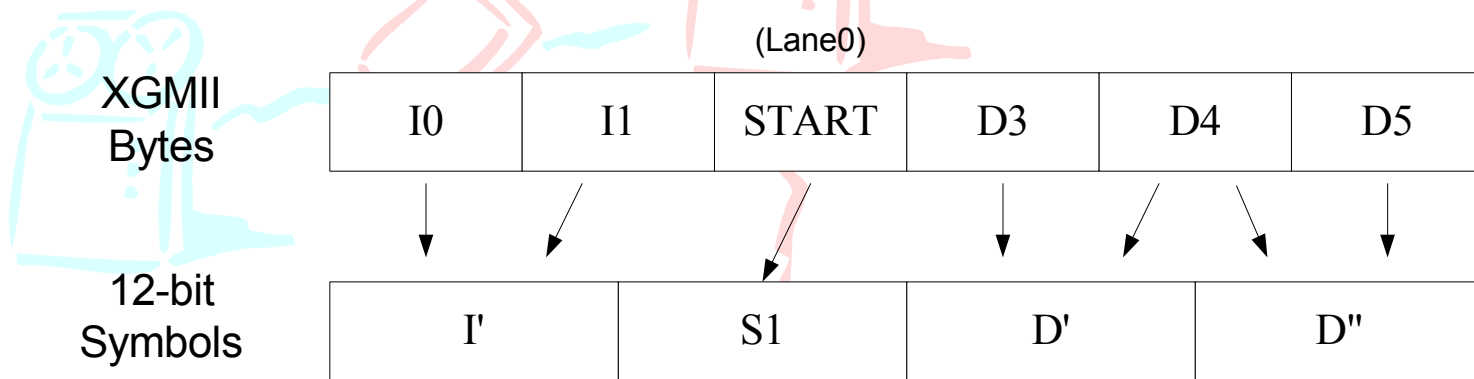 (Lane0)
XGMII
Bytes
I0 I1 START D3 D4 D5
12-bit
Symbols
I' S1 D' D"